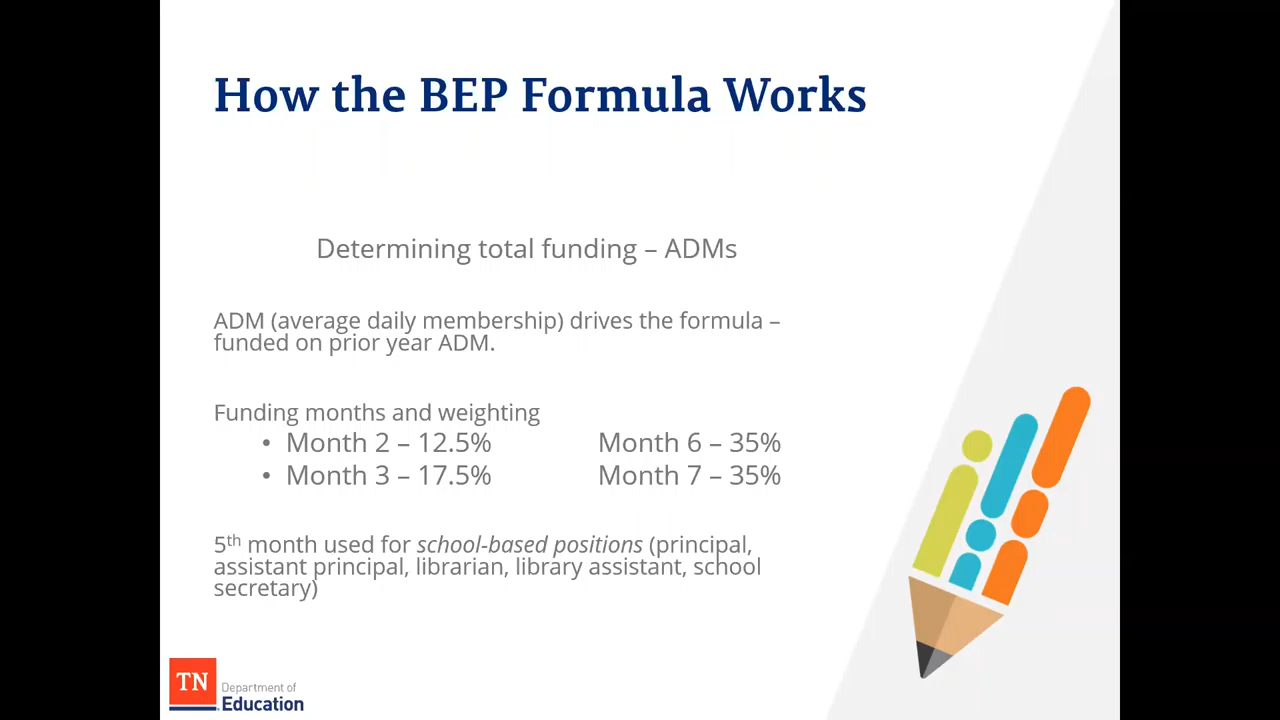 How the BEP Formula Works
Determining total funding – ADMs
ADM (average daily membership) drives the formula –
funded on prior year ADM.
Funding months and weighting
• Month 2 – 12.5% Month 6 – 35%
• Month 3 – 17.5% Month 7 – 35%
5th month used for school-based positions (principal,
assistant principal, librarian, library assistant, school
secretary)
TN
Department of
Education